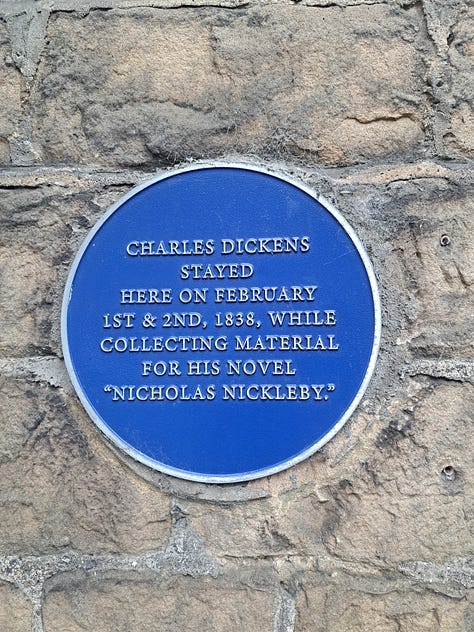 CHARLES DICKENS
STAYED
HERE ON FEBRUARY
1ST & 2ND, 1838, WHILE
COLLECTING MATERIAL
FOR HIS NOVEL
“NICHOLAS NICKLEBY.”